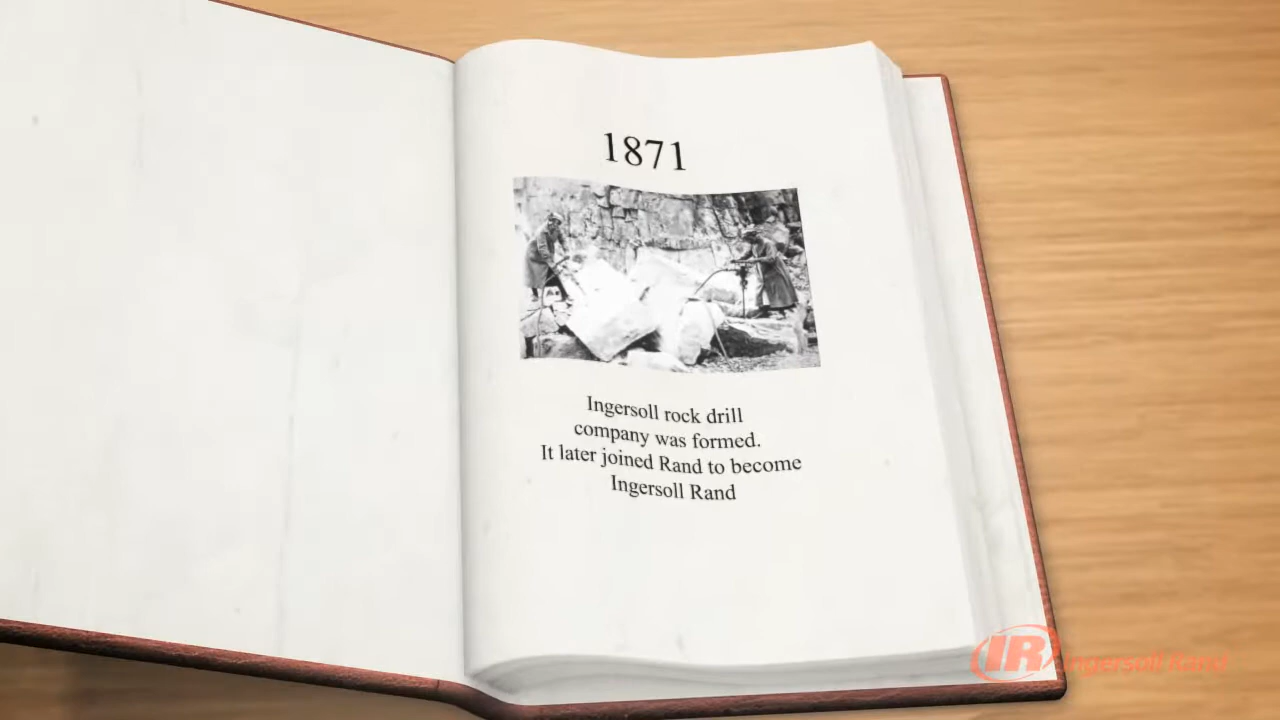 1871
Ingersoll rock drill
company was formed.
It later joined Rand to become
Ingersoll Rand
IR Ingersoll Rand